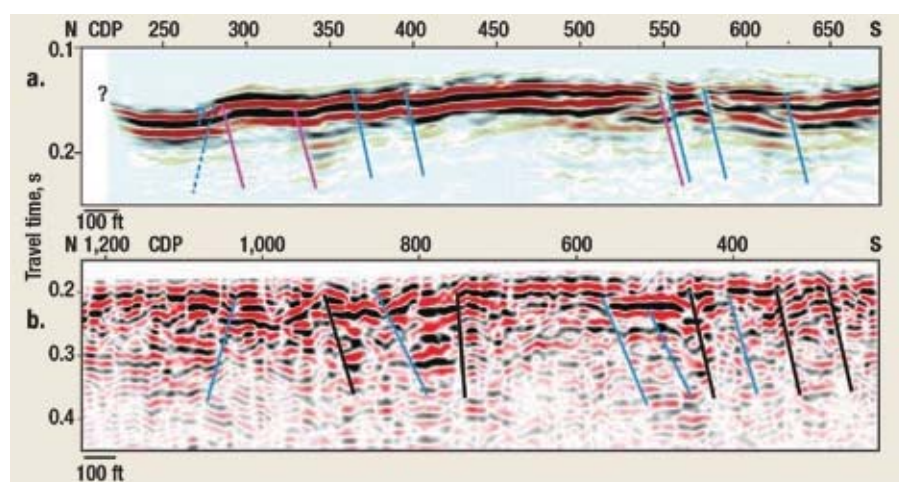 N CDP 250 300 350 400 450 500 550 600 650 S
0.1
a.
?
0.2
Travel time, s
100 ft
N 1,200 CDP 1,000 800 600 400 S
0.2
b.
0.3
0.4
100 ft